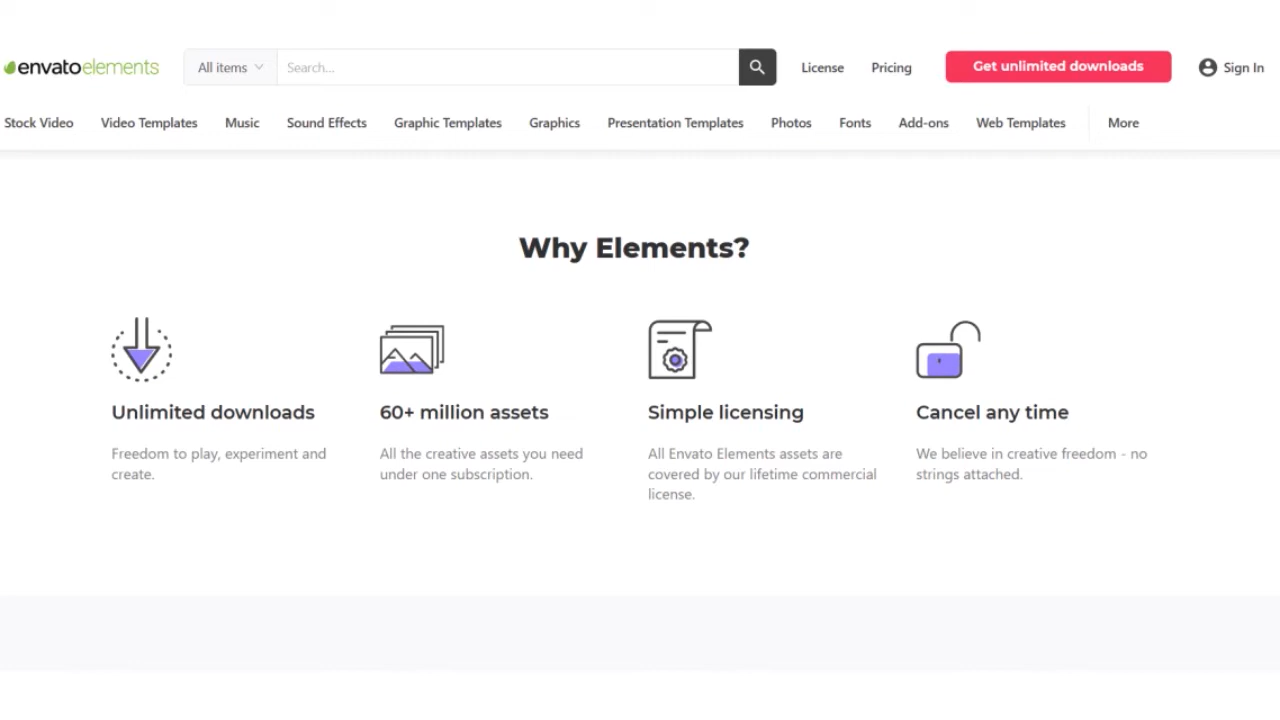 envatoelements All items Search... License Pricing Get unlimited downloads Sign In
Stock Video Video Templates Music Sound Effects Graphic Templates Graphics Presentation Templates Photos Fonts Add-ons Web Templates More
Why Elements?
Unlimited downloads
Freedom to play, experiment and
create.
60+ million assets
All the creative assets you need
under one subscription.
Simple licensing
All Envato Elements assets are
covered by our lifetime commercial
license.
Cancel any time
We believe in creative freedom - no
strings attached.